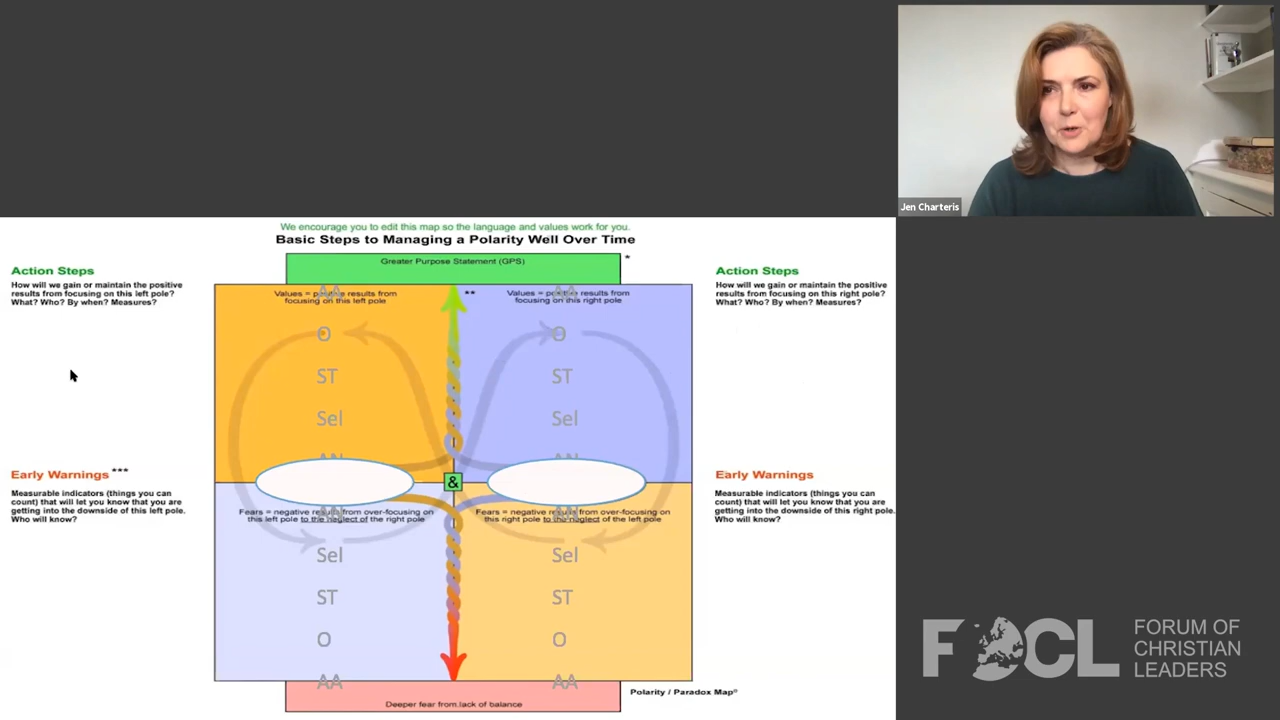 Jen Charteris
We encourage you to edit this map so the language and values work for you.
Basic Steps to Managing a Polarity Well Over Time
Greater Purpose Statement (GPS)
*
Action Steps
How will we gain or maintain the positive
results from focusing on this left pole?
What? Who? By when? Measures?
Values = positive results from
focusing on this left pole
AA
O
ST
Sel
**
Values = positive results from
focusing on this right pole
AA
O
ST
Sel
Action Steps
How will we gain or maintain the positive
results from focusing on this right pole?
What? Who? By when? Measures?
&
Early Warnings ***
Measurable indicators (things you can
count) that will let you know that you are
getting into the downside of this left pole.
Who will know?
Fears = negative results from over-focusing on
this left pole to the neglect of the right pole
AN
Sel
ST
O
AA
Fears = negative results from over-focusing on
this right pole to the neglect of the left pole
AN
Sel
ST
O
AA
Early Warnings
Measurable indicators (things you can
count) that will let you know that you are
getting into the downside of this right pole.
Who will know?
Deeper fear from lack of balance
Polarity / Paradox Map®
FOCL
FORUM OF
CHRISTIAN
LEADERS